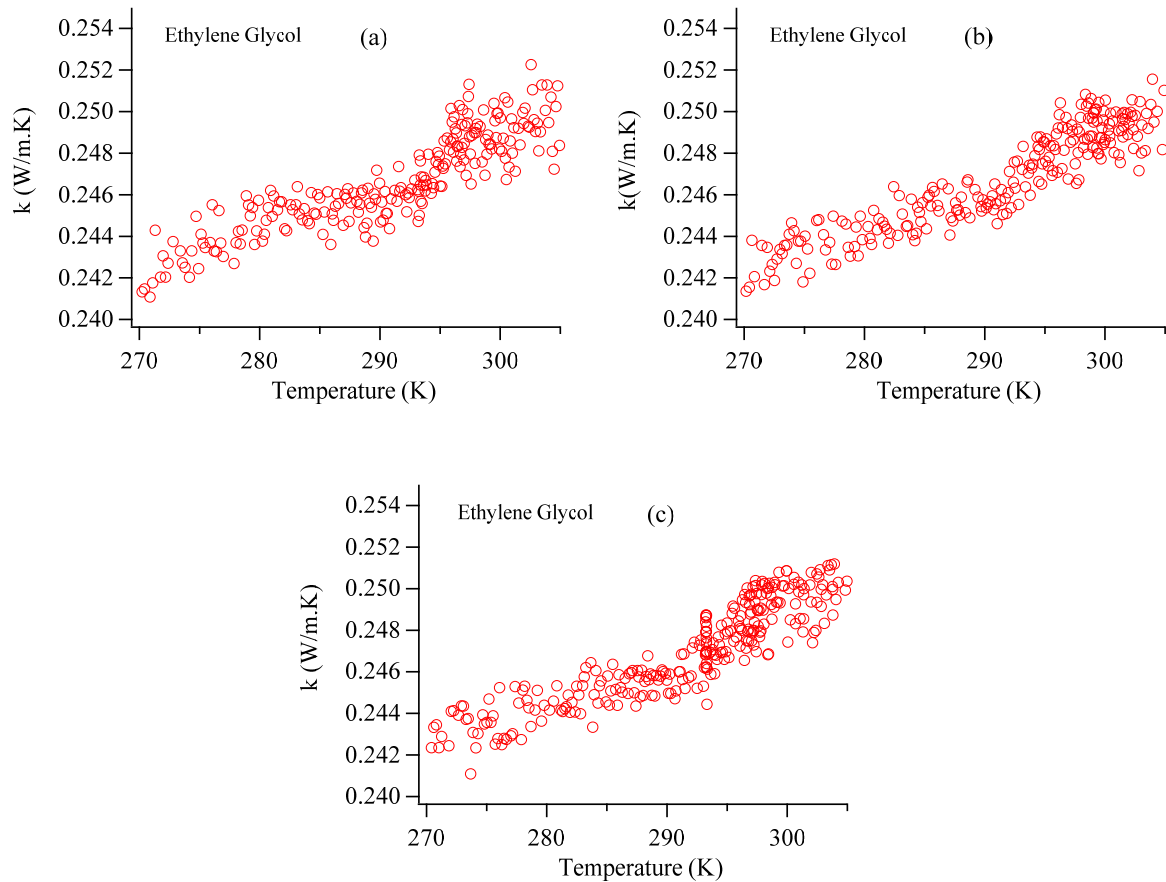 0.254
Ethylene Glycol (a)
0.252
0.250
0.248
0.246
0.244
0.242
0.240
k (W/m.K)
270 280 290 300
Temperature (K)
0.254
Ethylene Glycol (b)
0.252
0.250
0.248
0.246
0.244
0.242
0.240
k(W/m.K)
270 280 290 300
Temperature (K)
0.254
Ethylene Glycol (c)
0.252
0.250
0.248
0.246
0.244
0.242
0.240
k (W/m.K)
270 280 290 300
Temperature (K)